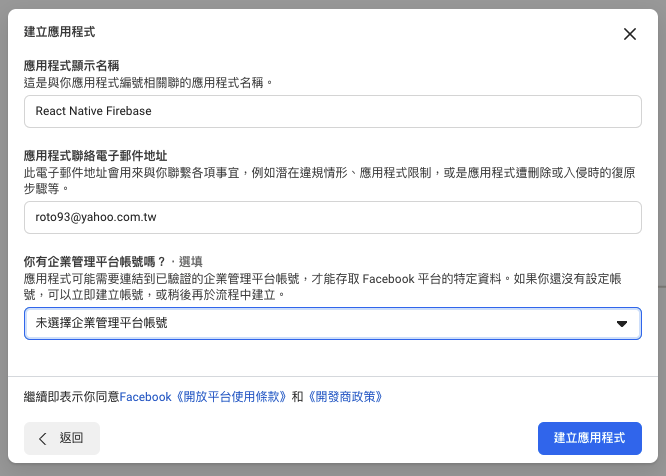 建立應用程式
應用程式顯示名稱
這是與你應用程式編號相關聯的應用程式名稱。
React Native Firebase
應用程式聯絡電子郵件地址
此電子郵件地址會用來與你聯繫各項事宜，例如潛在違規情形、應用程式限制，或是應用程式遭刪除或入侵時的復原
步驟等。
roto93@yahoo.com.tw
你有企業管理平台帳號嗎？ · 選填
應用程式可能需要連結到已驗證的企業管理平台帳號，才能存取 Facebook 平台的特定資料。如果你還沒有設定帳
號，可以立即建立帳號，或稍後再於流程中建立。
未選擇企業管理平台帳號
繼續即表示你同意Facebook《開放平台使用條款》和《開發商政策》
返回
建立應用程式